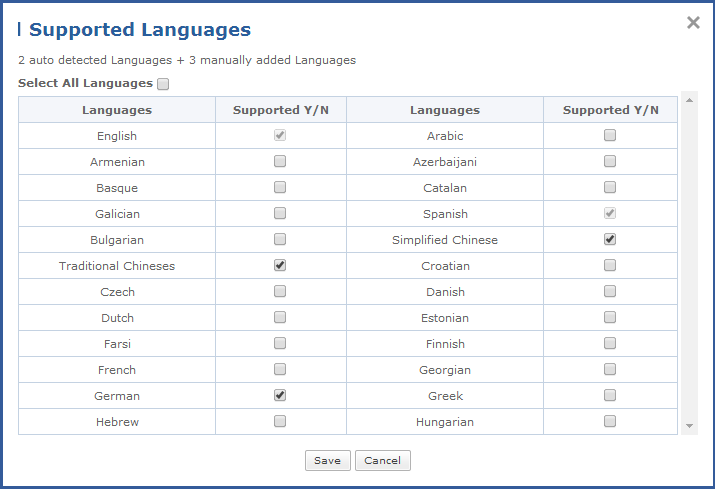 Supported Languages
2 auto detected Languages + 3 manually added Languages
Select All Languages
Languages Supported Y/N Languages Supported Y/N
English Arabic
Armenian Azerbaijani
Basque Catalan
Galician Spanish
Bulgarian Simplified Chinese
Traditional Chineses Croatian
Czech Danish
Dutch Estonian
Farsi Finnish
French Georgian
German Greek
Hebrew Hungarian
Save Cancel